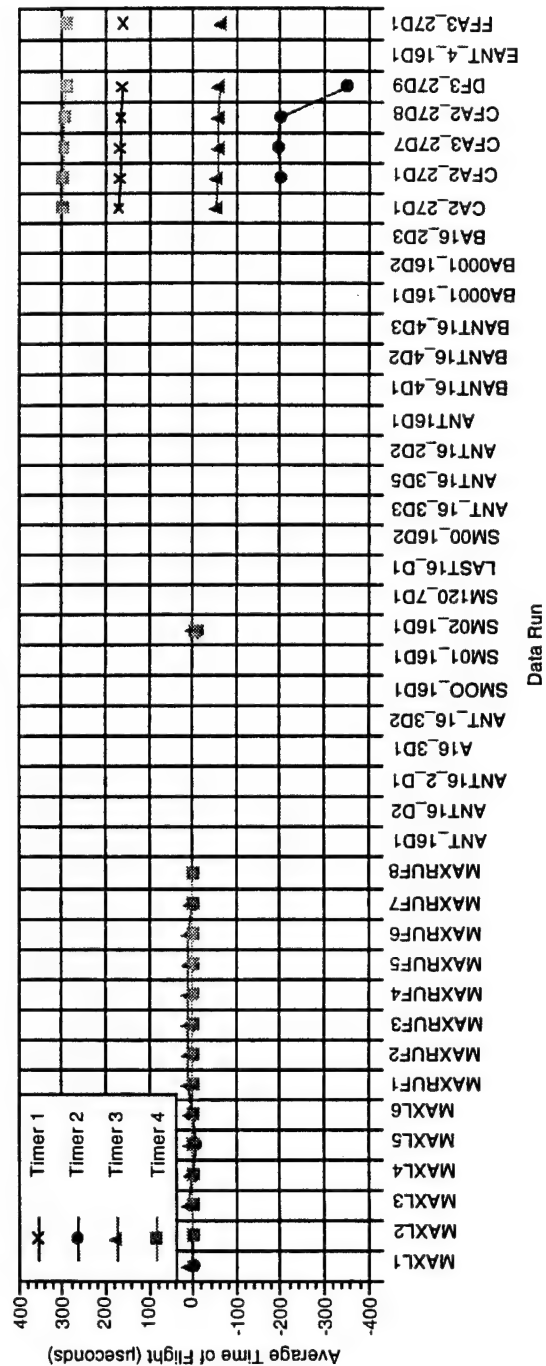 Average Time of Flight (µseconds)
400
300
200
100
0
-100
-200
-300
-400
Timer 1
Timer 2
Timer 3
Timer 4
MAXL1
MAXL2
MAXL3
MAXL4
MAXL5
MAXL6
MAXRUF1
MAXRUF2
MAXRUF3
MAXRUF4
MAXRUF5
MAXRUF6
MAXRUF7
MAXRUF8
ANT_16D1
ANT16_D2
ANT16_2_D1
A16_3D1
ANT_16_3D2
SMOO_16D1
SM01_16D1
SM02_16D1
SM120_7D1
LAST16_D1
SM00_16D2
ANT_16_3D3
ANT16_3D5
ANT16_2D2
ANT16D1
BANT16_4D1
BANT16_4D2
BANT16_4D3
BA0001_16D1
BA0001_16D2
BA16_2D3
CA2_27D1
CFA2_27D1
CFA3_27D7
CFA2_27D8
DF3_27D9
EANT_4_16D1
FFA3_27D1
Data Run